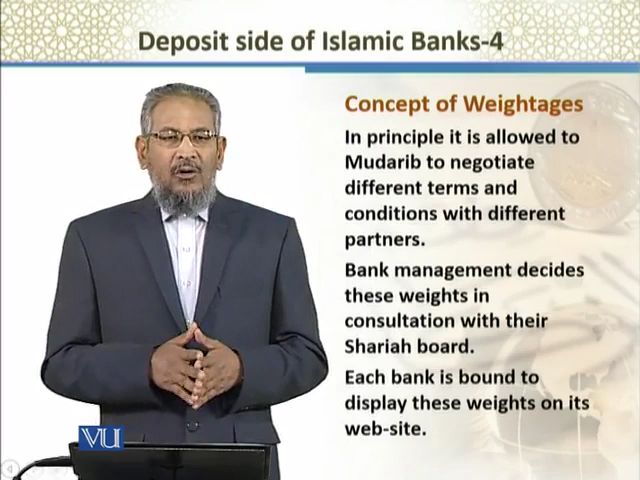 Deposit side of Islamic Banks-4
Concept of Weightages
In principle it is allowed to
Mudarib to negotiate
different terms and
conditions with different
partners.
Bank management decides
these weights in
consultation with their
Shariah board.
Each bank is bound to
display these weights on its
web-site.
VU